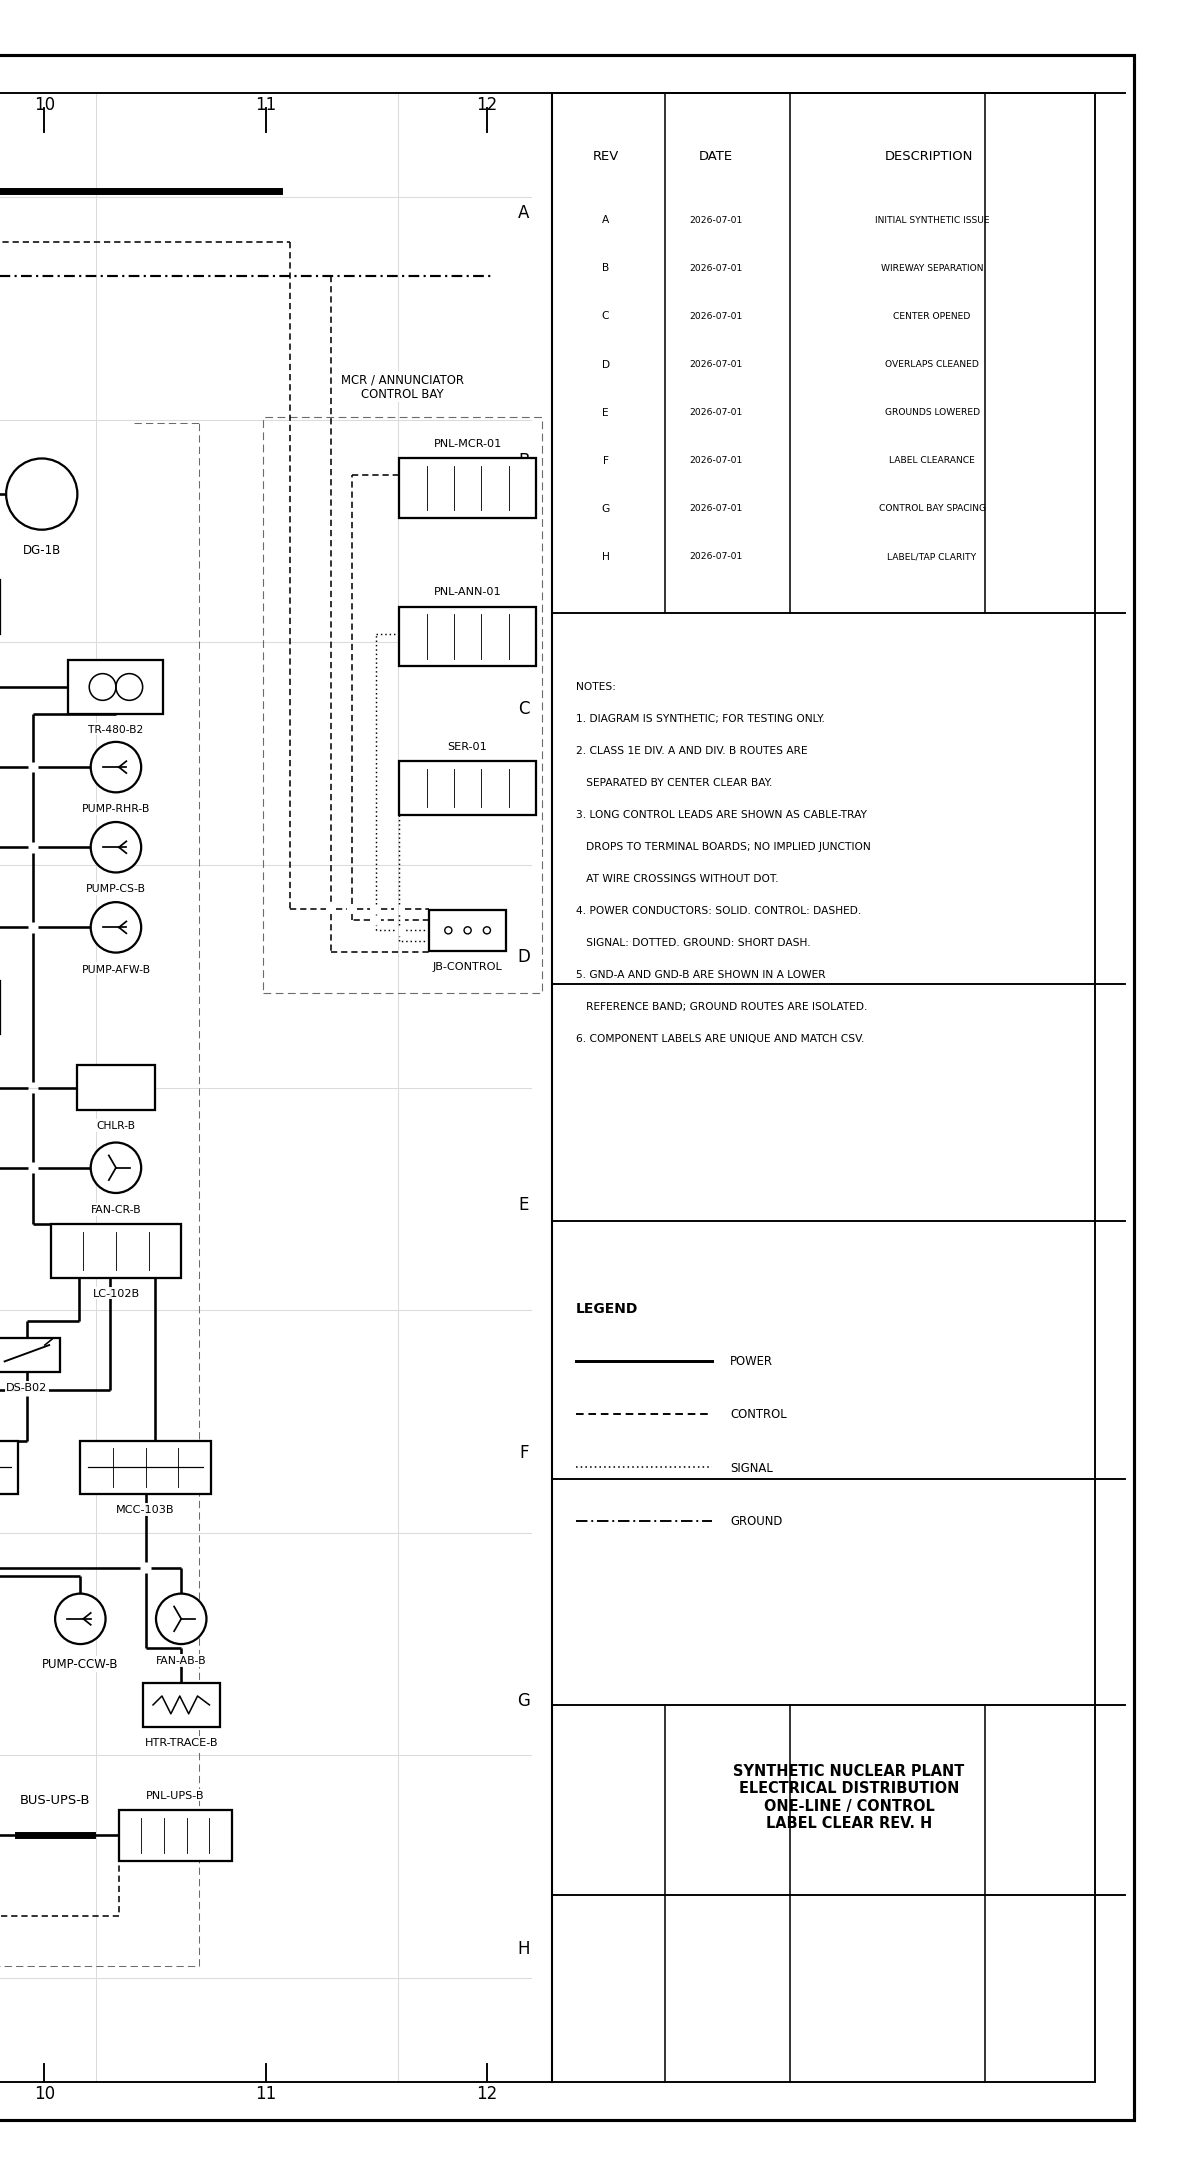 10
11
12
REV
DATE
DESCRIPTION
A
2026-07-01
INITIAL SYNTHETIC ISSUE
B
2026-07-01
WIREWAY SEPARATION
C
2026-07-01
CENTER OPENED
D
2026-07-01
OVERLAPS CLEANED
E
2026-07-01
GROUNDS LOWERED
F
2026-07-01
LABEL CLEARANCE
G
2026-07-01
CONTROL BAY SPACING
H
2026-07-01
LABEL/TAP CLARITY
A
MCR / ANNUNCIATOR
CONTROL BAY
PNL-MCR-01
DG-1B
PNL-ANN-01
C
TR-480-B2
SER-01
PUMP-RHR-B
PUMP-CS-B
D
JB-CONTROL
PUMP-AFW-B
CHLR-B
E
FAN-CR-B
LC-102B
DS-B02
F
MCC-103B
PUMP-CCW-B
FAN-AB-B
G
HTR-TRACE-B
BUS-UPS-B
PNL-UPS-B
H
10
11
12
NOTES:
1. DIAGRAM IS SYNTHETIC; FOR TESTING ONLY.
2. CLASS 1E DIV. A AND DIV. B ROUTES ARE
SEPARATED BY CENTER CLEAR BAY.
3. LONG CONTROL LEADS ARE SHOWN AS CABLE-TRAY
DROPS TO TERMINAL BOARDS; NO IMPLIED JUNCTION
AT WIRE CROSSINGS WITHOUT DOT.
4. POWER CONDUCTORS: SOLID. CONTROL: DASHED.
SIGNAL: DOTTED. GROUND: SHORT DASH.
5. GND-A AND GND-B ARE SHOWN IN A LOWER
REFERENCE BAND; GROUND ROUTES ARE ISOLATED.
6. COMPONENT LABELS ARE UNIQUE AND MATCH CSV.
LEGEND
POWER
CONTROL
SIGNAL
GROUND
SYNTHETIC NUCLEAR PLANT
ELECTRICAL DISTRIBUTION
ONE-LINE / CONTROL
LABEL CLEAR REV. H